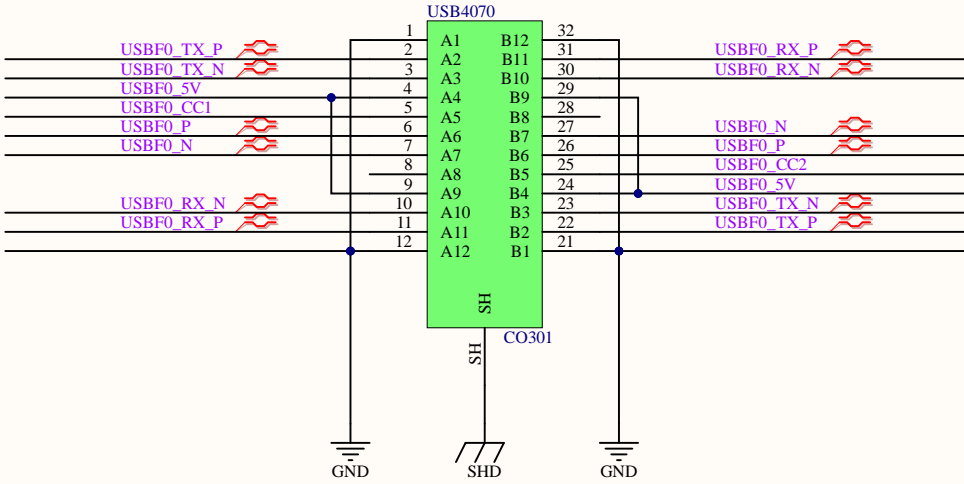 USB4070
1 A1 B12 32
USBF0_TX_P 2 A2 B11 31 USBF0_RX_P
USBF0_TX_N 3 A3 B10 30 USBF0_RX_N
USBF0_5V 4 A4 B9 29
USBF0_CC1 5 A5 B8 28
USBF0_P 6 A6 B7 27 USBF0_N
USBF0_N 7 A7 B6 26 USBF0_P
8 A8 B5 25 USBF0_CC2
9 A9 B4 24 USBF0_5V
USBF0_RX_N 10 A10 B3 23 USBF0_TX_N
USBF0_RX_P 11 A11 B2 22 USBF0_TX_P
12 A12 B1 21
SH
CO301
SH
GND SHD GND